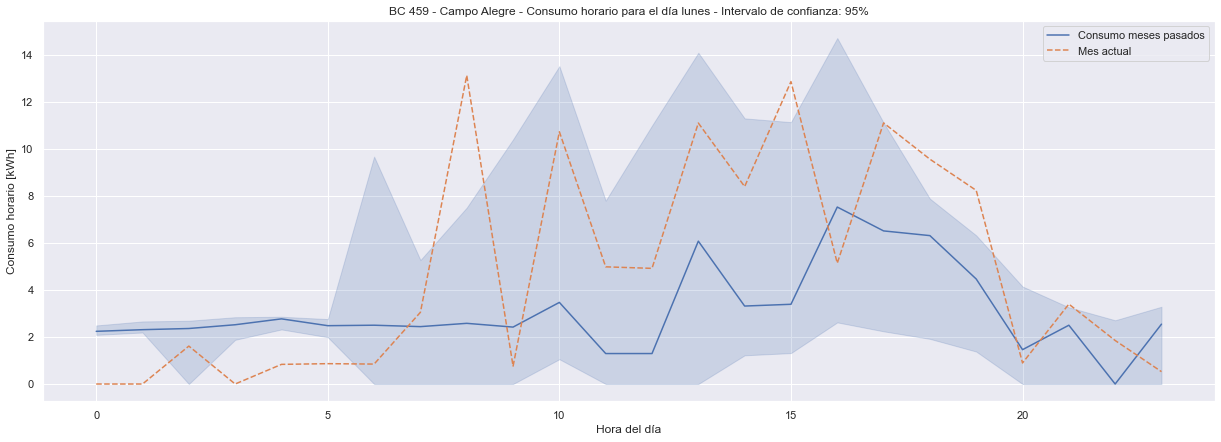 BC 459 - Campo Alegre - Consumo horario para el día lunes - Intervalo de confianza: 95%
Consumo meses pasados
Mes actual
14
12
10
8
6
4
2
0
Consumo horario [kWh]
0
5
10
15
20
Hora del día